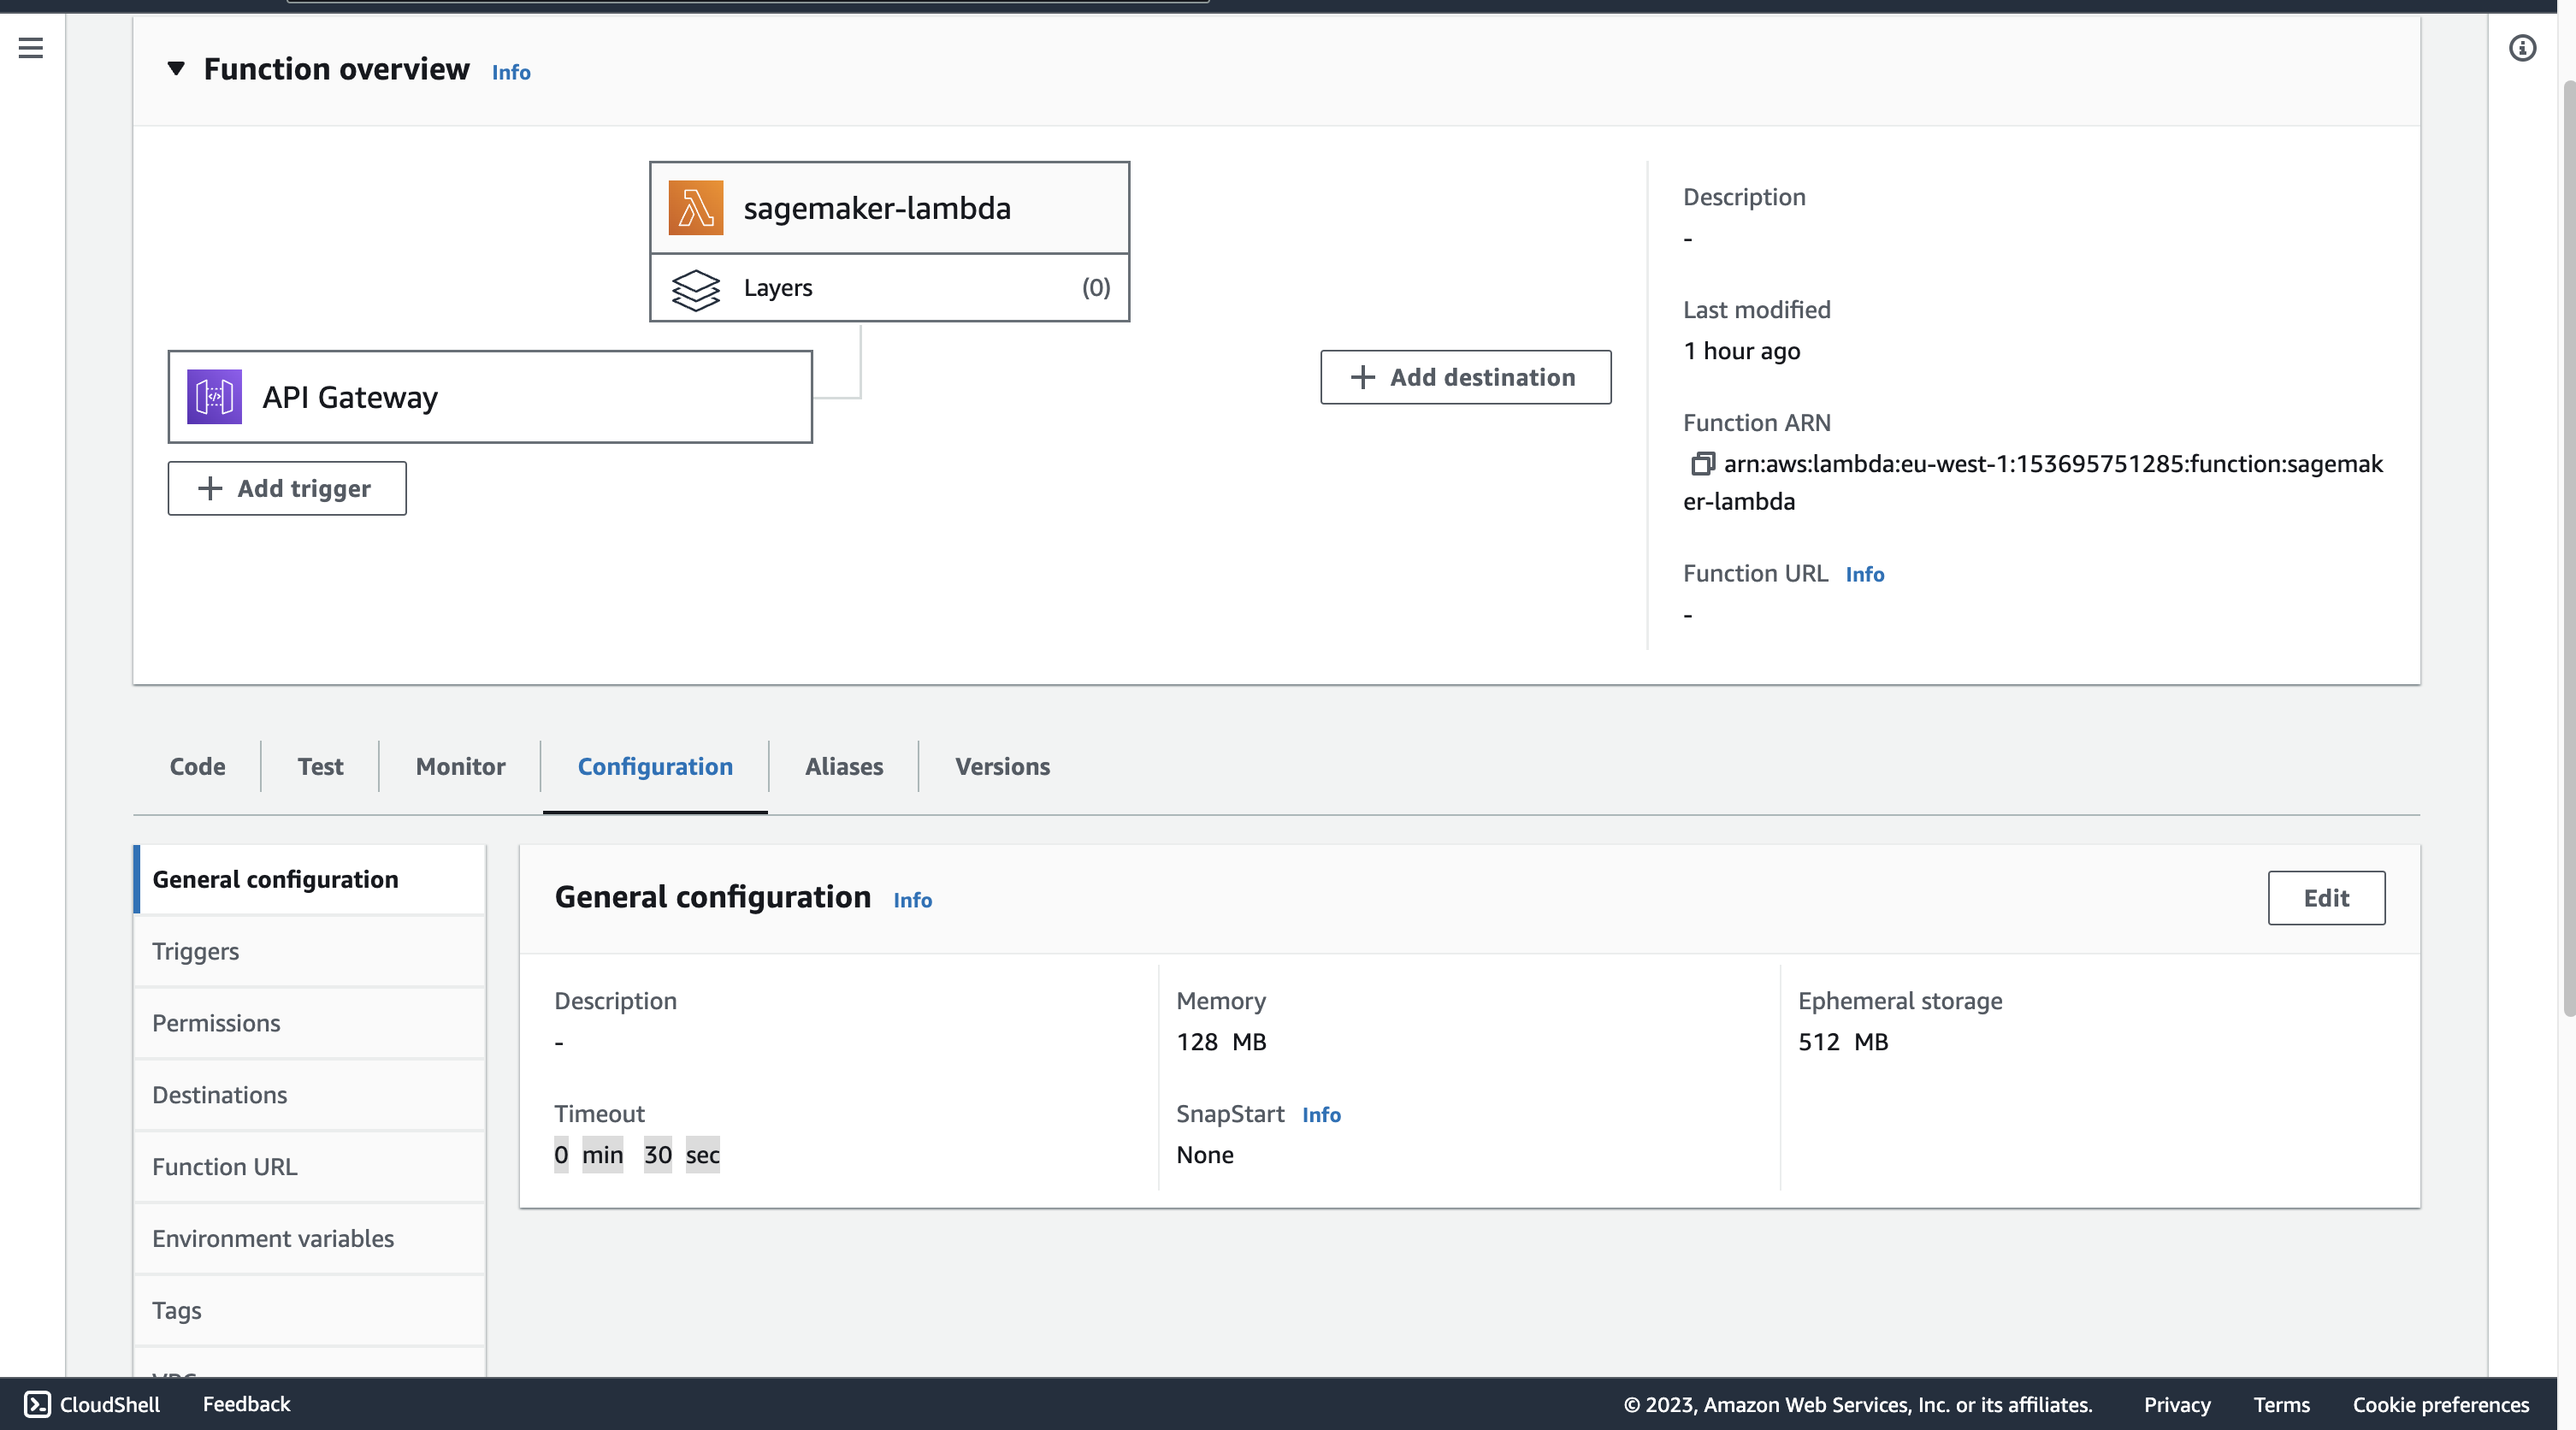 Function overview Info
sagemaker-lambda
Layers (0)
API Gateway
Add trigger
Add destination
Description
-
Last modified
1 hour ago
Function ARN
arn:aws:lambda:eu-west-1:153695751285:function:sagemak
er-lambda
Function URL Info
-
Code Test Monitor Configuration Aliases Versions
General configuration
Triggers
Permissions
Destinations
Function URL
Environment variables
Tags
General configuration Info
Edit
Description
-
Memory
128 MB
Ephemeral storage
512 MB
Timeout
0 min 30 sec
SnapStart Info
None
CloudShell Feedback © 2023, Amazon Web Services, Inc. or its affiliates. Privacy Terms Cookie preferences